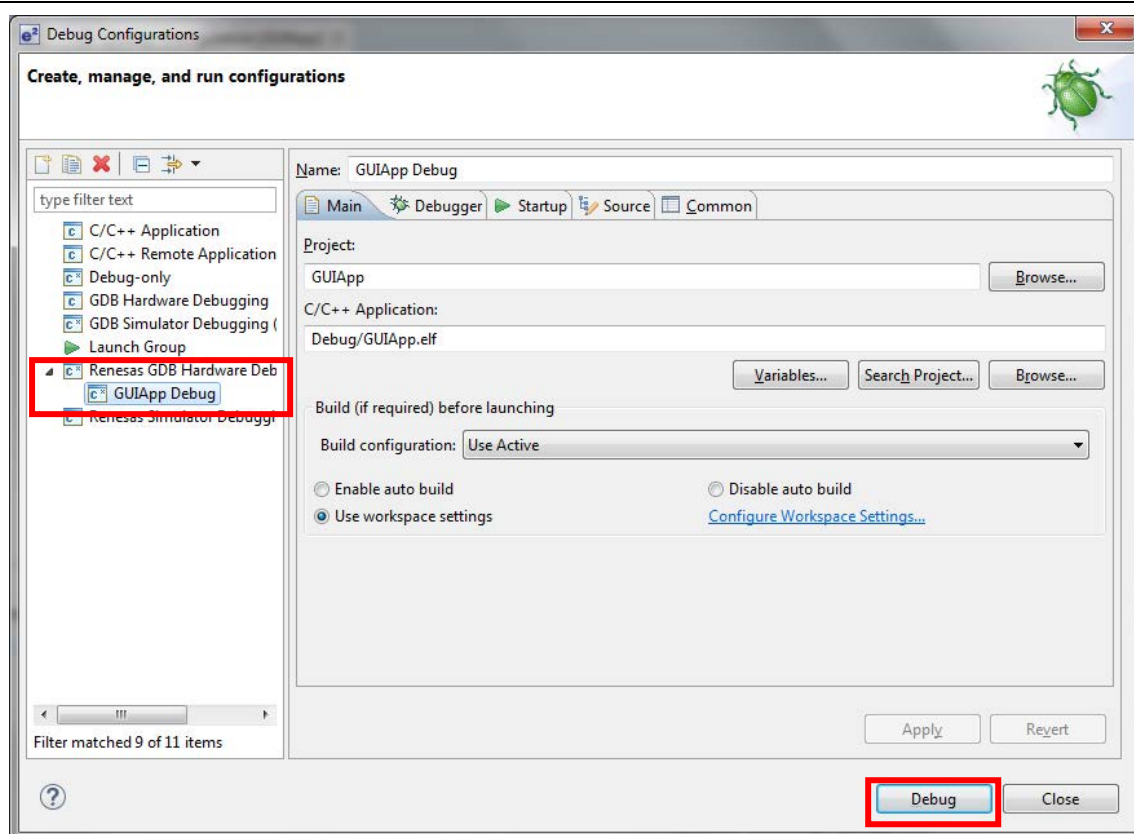 e² Debug Configurations
Create, manage, and run configurations
type filter text
C/C++ Application
C/C++ Remote Application
Debug-only
GDB Hardware Debugging
GDB Simulator Debugging (
Launch Group
Renesas GDB Hardware Deb
GUIApp Debug
Renesas Simulator Debuggi
Filter matched 9 of 11 items
Name: GUIApp Debug
Main Debugger Startup Source Common
Project:
GUIApp Browse...
C/C++ Application:
Debug/GUIApp.elf
Variables... Search Project... Browse...
Build (if required) before launching
Build configuration: Use Active
Enable auto build Disable auto build
Use workspace settings Configure Workspace Settings...
Apply Revert
? Debug Close